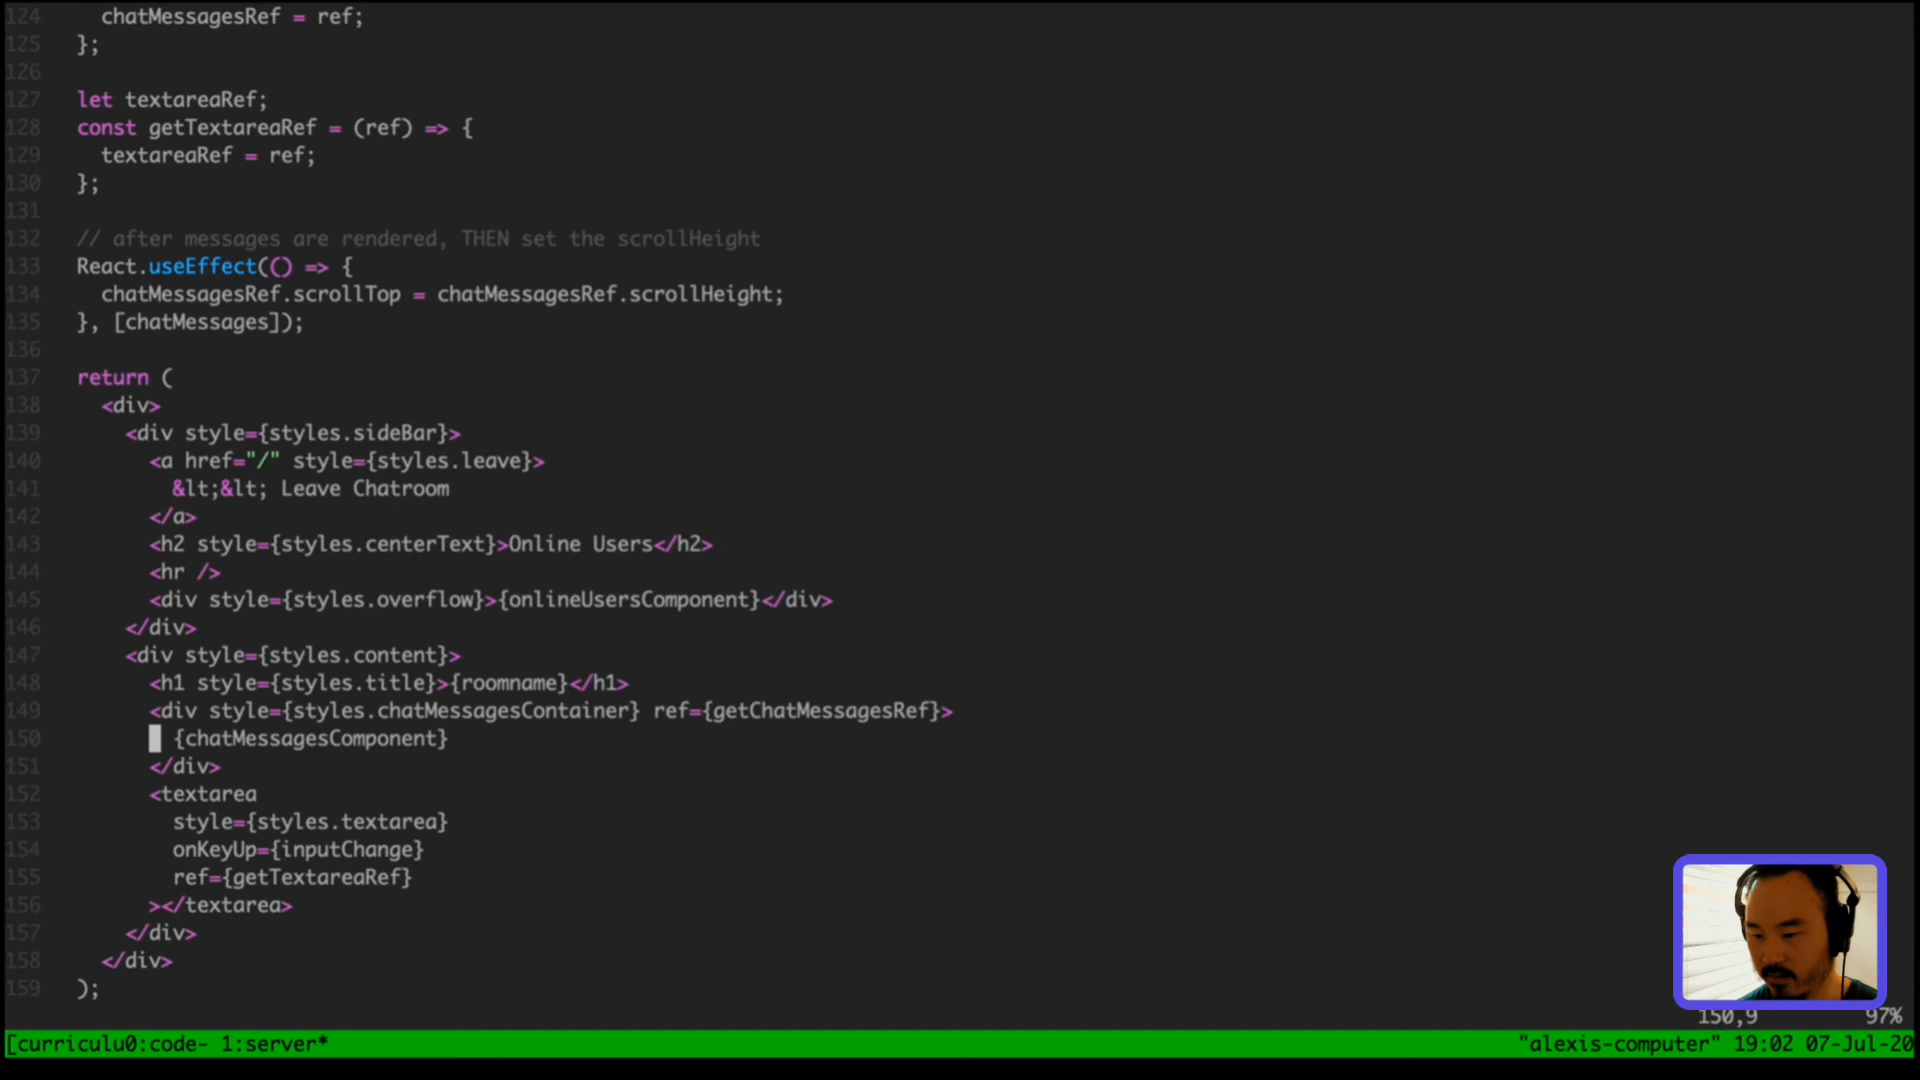 124     chatMessagesRef = ref;
125   };
126
127   let textareaRef;
128   const getTextareaRef = (ref) => {
129     textareaRef = ref;
130   };
131
132   // after messages are rendered, THEN set the scrollHeight
133   React.useEffect(() => {
134     chatMessagesRef.scrollTop = chatMessagesRef.scrollHeight;
135   }, [chatMessages]);
136
137   return (
138     <div>
139       <div style={styles.sideBar}>
140         <a href="/" style={styles.leave}>
141           &lt;&lt; Leave Chatroom
142         </a>
143         <h2 style={styles.centerText}>Online Users</h2>
144         <hr />
145         <div style={styles.overflow}>{onlineUsersComponent}</div>
146       </div>
147       <div style={styles.content}>
148         <h1 style={styles.title}>{roomname}</h1>
149         <div style={styles.chatMessagesContainer} ref={getChatMessagesRef}>
150           {chatMessagesComponent}
151         </div>
152         <textarea
153           style={styles.textarea}
154           onKeyUp={inputChange}
155           ref={getTextareaRef}
156         ></textarea>
157       </div>
158     </div>
159   );
150,9 97%
[curriculu0:code- 1:server* "alexis-computer" 19:02 07-Jul-20